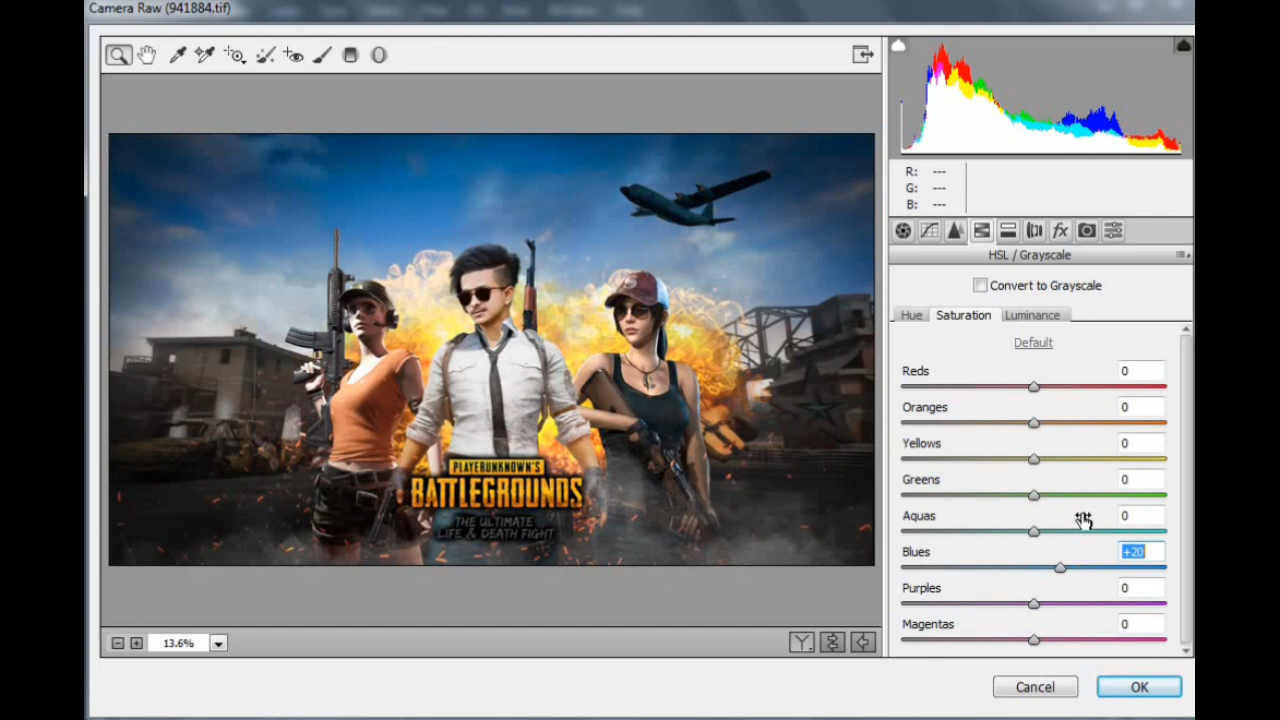 Camera Raw (941884.tif)
R: ---
G: ---
B: ---
fx
HSL / Grayscale
Convert to Grayscale
Hue Saturation Luminance
Default
Reds 0
Oranges 0
Yellows 0
Greens 0
Aquas 0
Blues +20
Purples 0
Magentas 0
PLAYERUNKNOWN'S
BATTLEGROUNDS
THE ULTIMATE
LIFE & DEATH FIGHT
13.6%
Y
Cancel OK